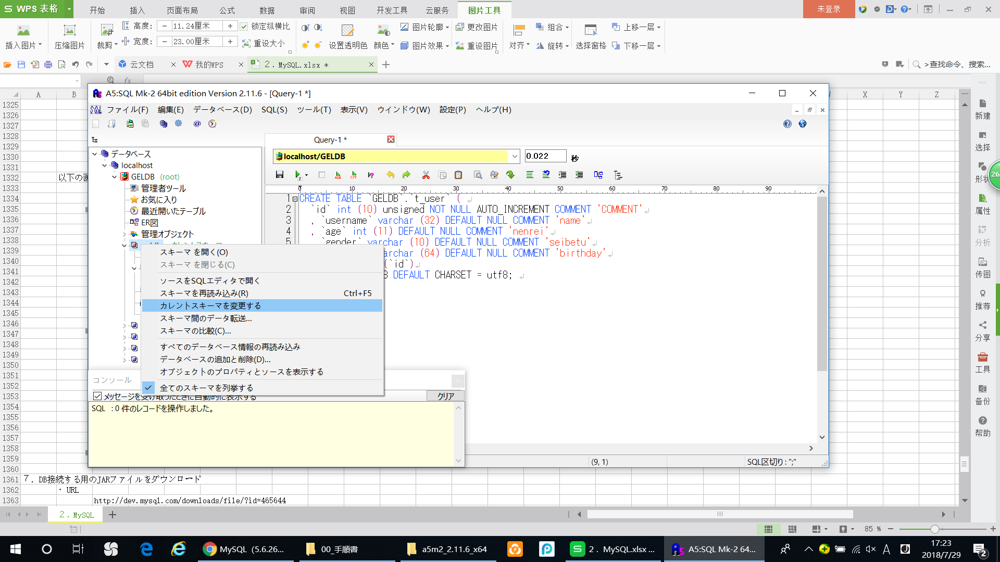 S WPS 表格
开始 插入 页面布局 公式 数据 审阅 视图 开发工具 云服务 图片工具
未登录
插入图片
压缩图片
裁剪
高度: 11.24厘米
宽度: 23.00厘米
锁定纵横比
重设大小
设置透明色
颜色
图片轮廓
图片效果
更改图片
重设图片
对齐
组合
旋转
选择窗格
上移一层
下移一层
云文档
我的WPS
2．MySQL.xlsx *
>查找命令、搜索...
A B X Y Z
1325
1326
1327
1328
1329
1330
1331
1332 以下の画
1333
1334
1335
1336
1337
1338
1339
1340
1341
1342
1343
1344
1345
1346
1347
1348
1349
1350
1351
1352
1353
1354
1355
1356
1357
1358
1359
1360
1361 7．DB接続する用のJARファイルをダウンロード
1362 ・URL
1363 http://dev.mysql.com/downloads/file/?id=465644
A5:SQL Mk-2 64bit edition Version 2.11.6 - [Query-1 *]
SQL ファイル(F) 編集(E) データベース(D) SQL(S) ツール(T) 表示(V) ウインドウ(W) 設定(P) ヘルプ(H)
データベース
localhost
GELDB (root)
管理者ツール
お気に入り
最近開いたテーブル
ER図
管理オブジェクト
Query-1 *
localhost/GELDB
0.022 秒
0 10 20 30 40 50 60 70 80 90
1 CREATE TABLE `GELDB`.`t_user` (
2 `id` int (10) unsigned NOT NULL AUTO_INCREMENT COMMENT 'COMMENT'
3 , `username` varchar (32) DEFAULT NULL COMMENT 'name'
4 , `age` int (11) DEFAULT NULL COMMENT 'nenrei'
5 , `gender` varchar (10) DEFAULT NULL COMMENT 'seibetu'
archar (64) DEFAULT NULL COMMENT 'birthday'
(`id`)
B DEFAULT CHARSET = utf8;
スキーマ を開く(O)
スキーマ を閉じる(C)
ソースをSQLエディタで開く
スキーマを再読み込み(R) Ctrl+F5
カレントスキーマを変更する
スキーマ間のデータ転送...
スキーマの比較(C)...
すべてのデータベース情報の再読み込み
データベースの追加と削除(D)...
オブジェクトのプロパティとソースを表示する
全てのスキーマを列挙する
コンソール
メッセージを受け取ったときに自動的に表示する
クリア
SQL : 0 件のレコードを操作しました。
(9, 1)
SQL区切り : ";"
新建
选择
形状
属性
分析
传图
推荐
分享
工具
备份
帮助
26
2．MySQL
85 %
MySQL (5.6.26...
00_手順書
a5m2_2.11.6_x64
2．MySQL.xlsx ...
A5:SQL Mk-2 64...
A
17:23
2018/7/29
2